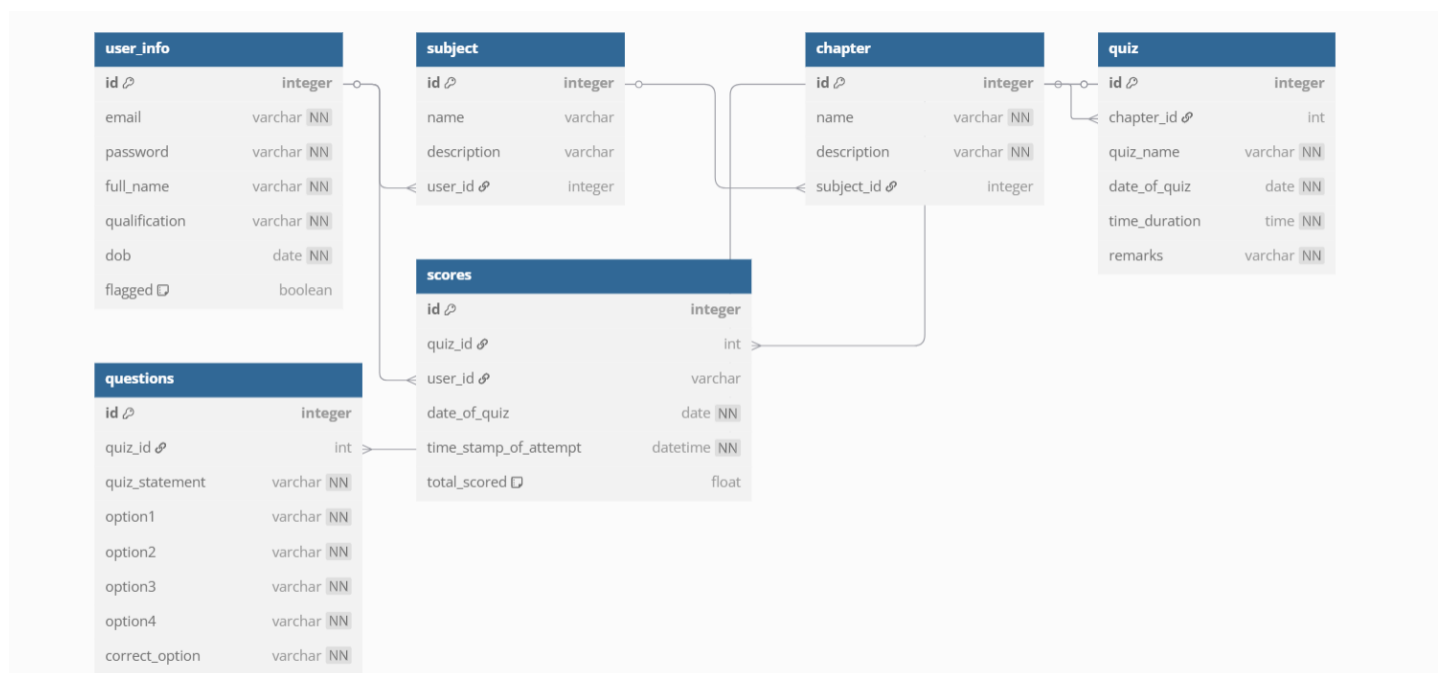 user_info
id integer
email varchar NN
password varchar NN
full_name varchar NN
qualification varchar NN
dob date NN
flagged boolean
subject
id integer
name varchar
description varchar
user_id integer
chapter
id integer
name varchar NN
description varchar NN
subject_id integer
quiz
id integer
chapter_id int
quiz_name varchar NN
date_of_quiz date NN
time_duration time NN
remarks varchar NN
scores
id integer
quiz_id int
user_id varchar
date_of_quiz date NN
time_stamp_of_attempt datetime NN
total_scored float
questions
id integer
quiz_id int
quiz_statement varchar NN
option1 varchar NN
option2 varchar NN
option3 varchar NN
option4 varchar NN
correct_option varchar NN